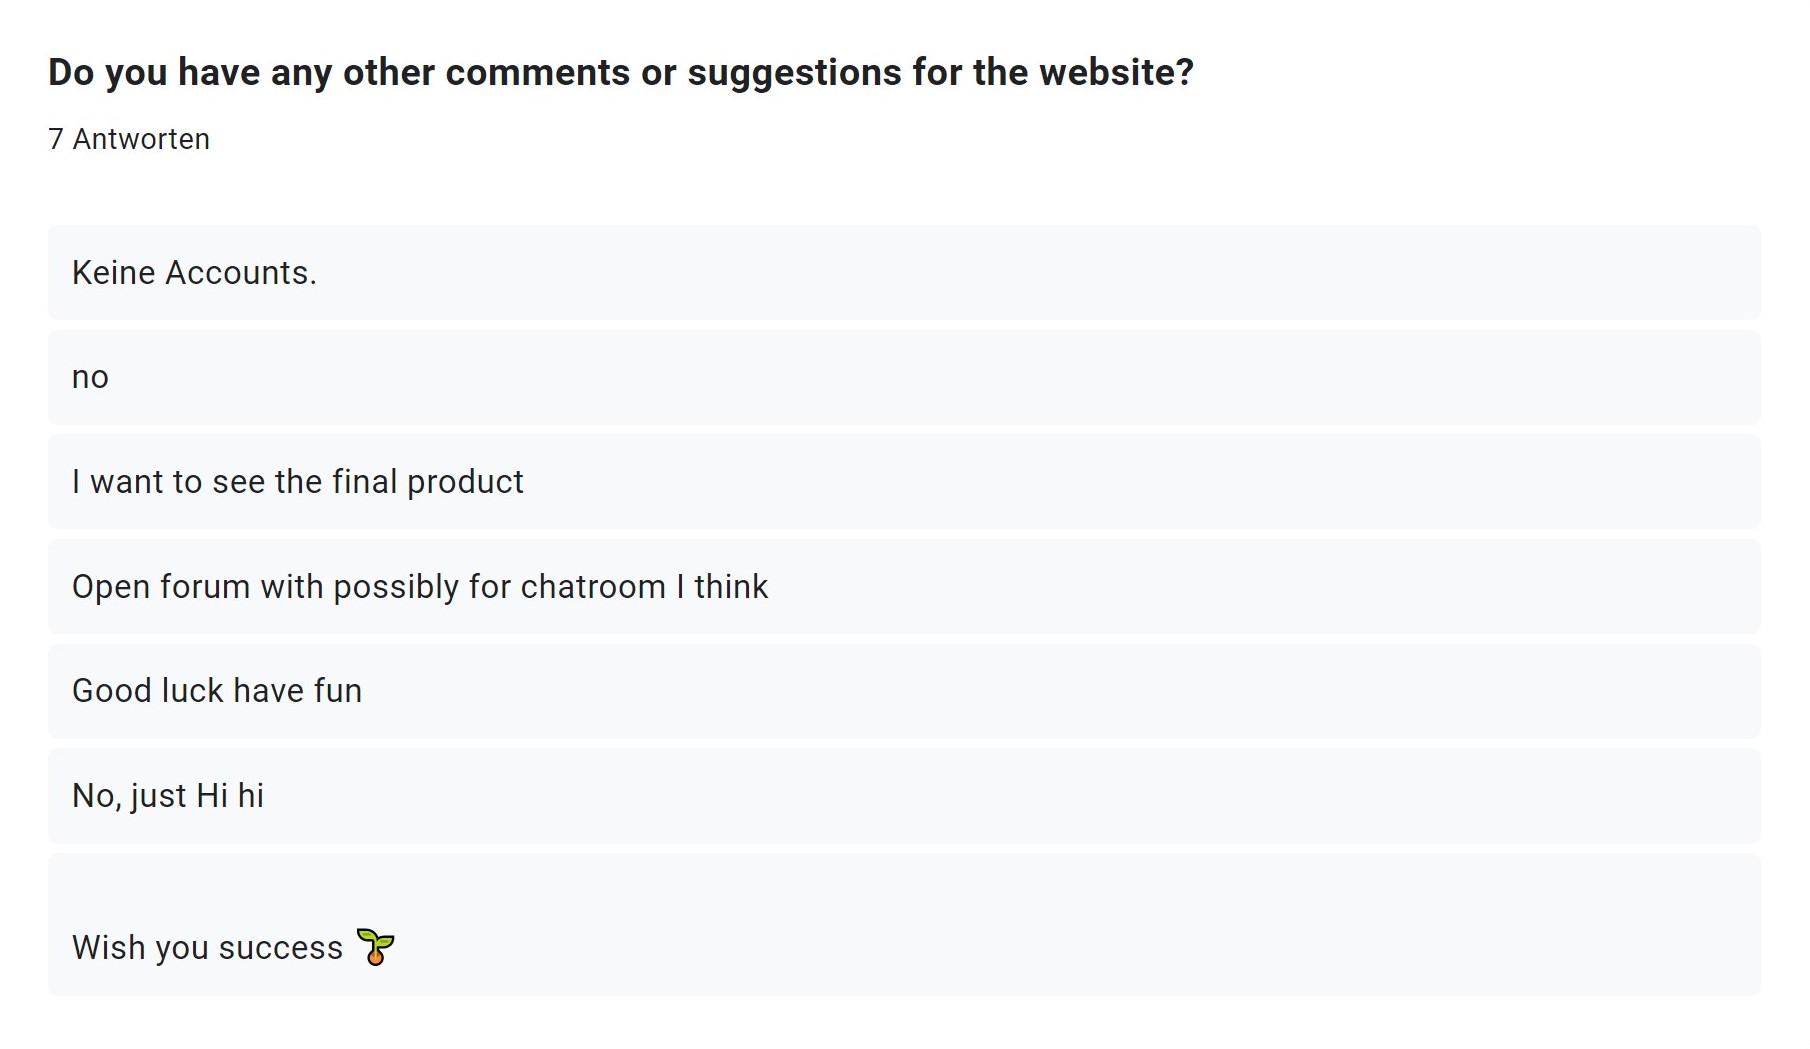 Do you have any other comments or suggestions for the website?
7 Antworten
Keine Accounts.
no
I want to see the final product
Open forum with possibly for chatroom I think
Good luck have fun
No, just Hi hi
Wish you success 🌱